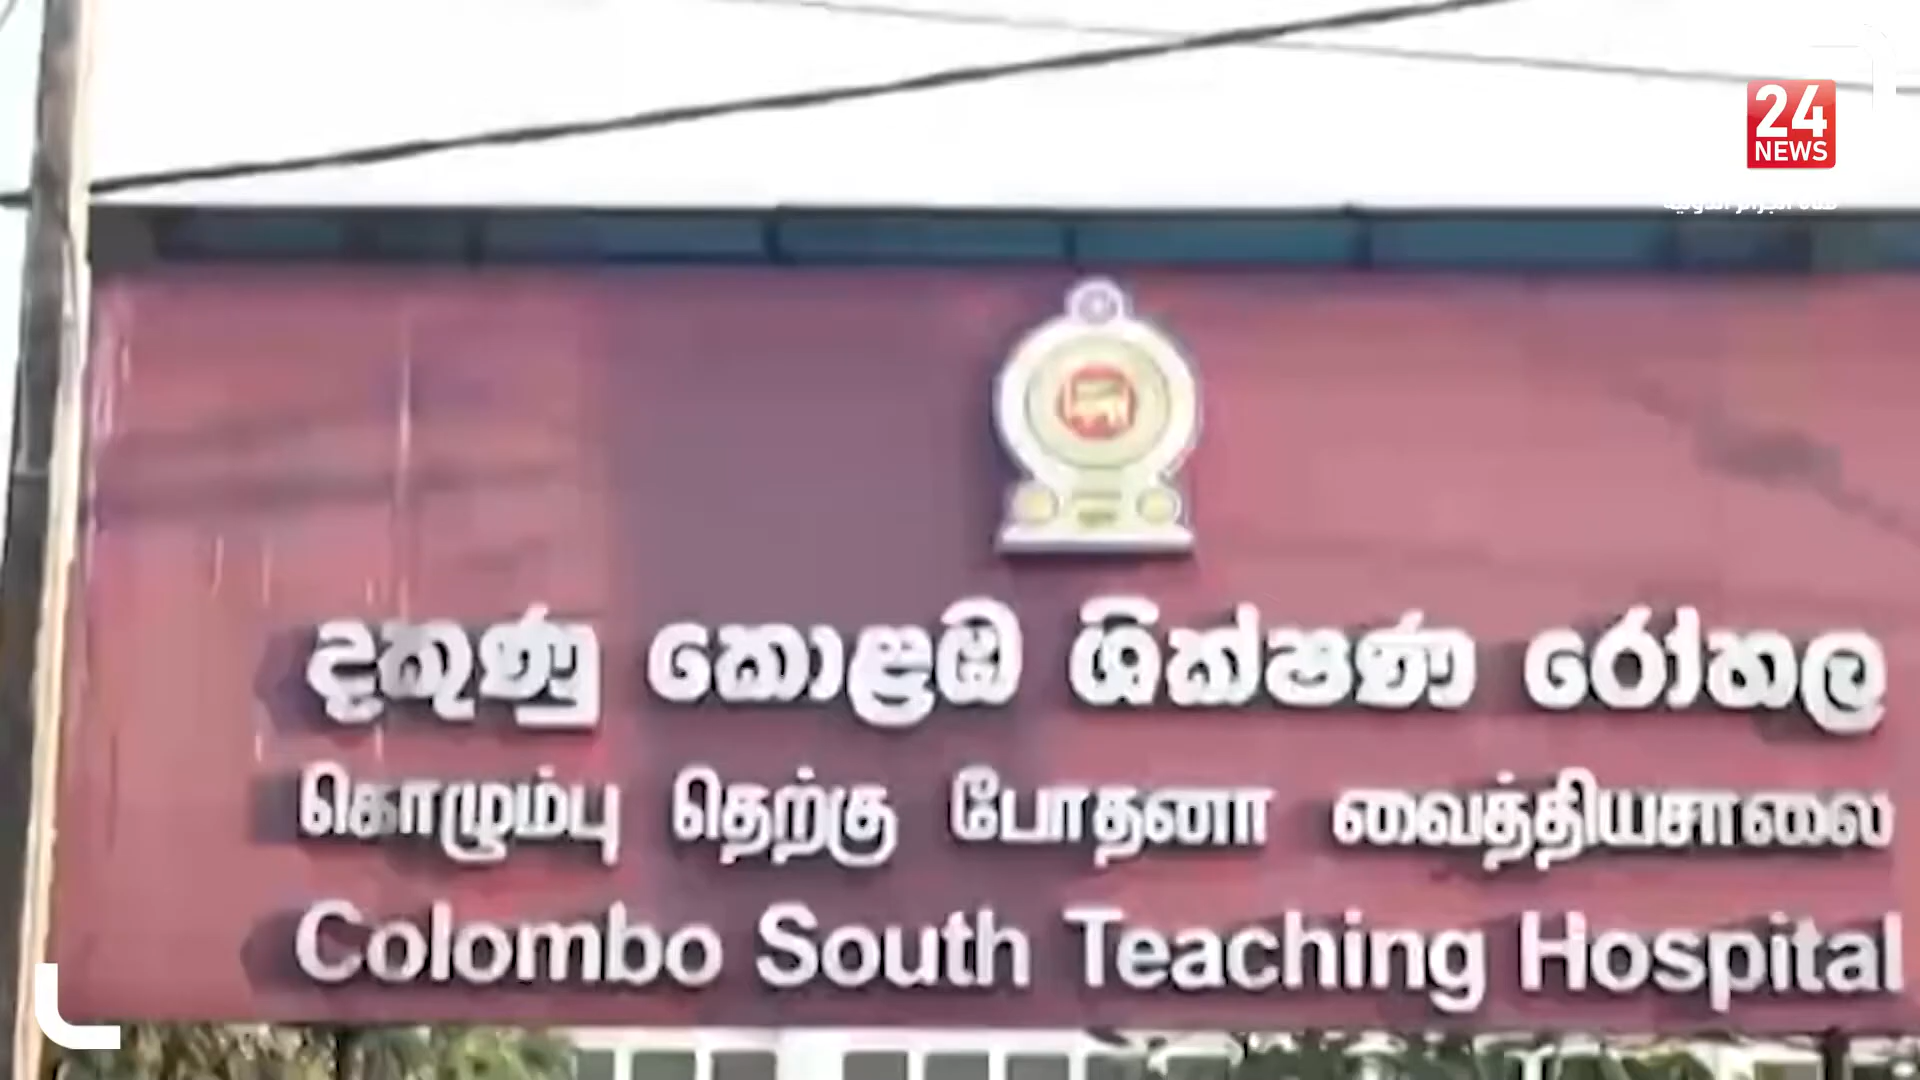 24
NEWS
දකුණු කොළඹ ශික්ෂණ රෝහල
கொழும்பு தெற்கு போதனா வைத்தியசாலை
Colombo South Teaching Hospital